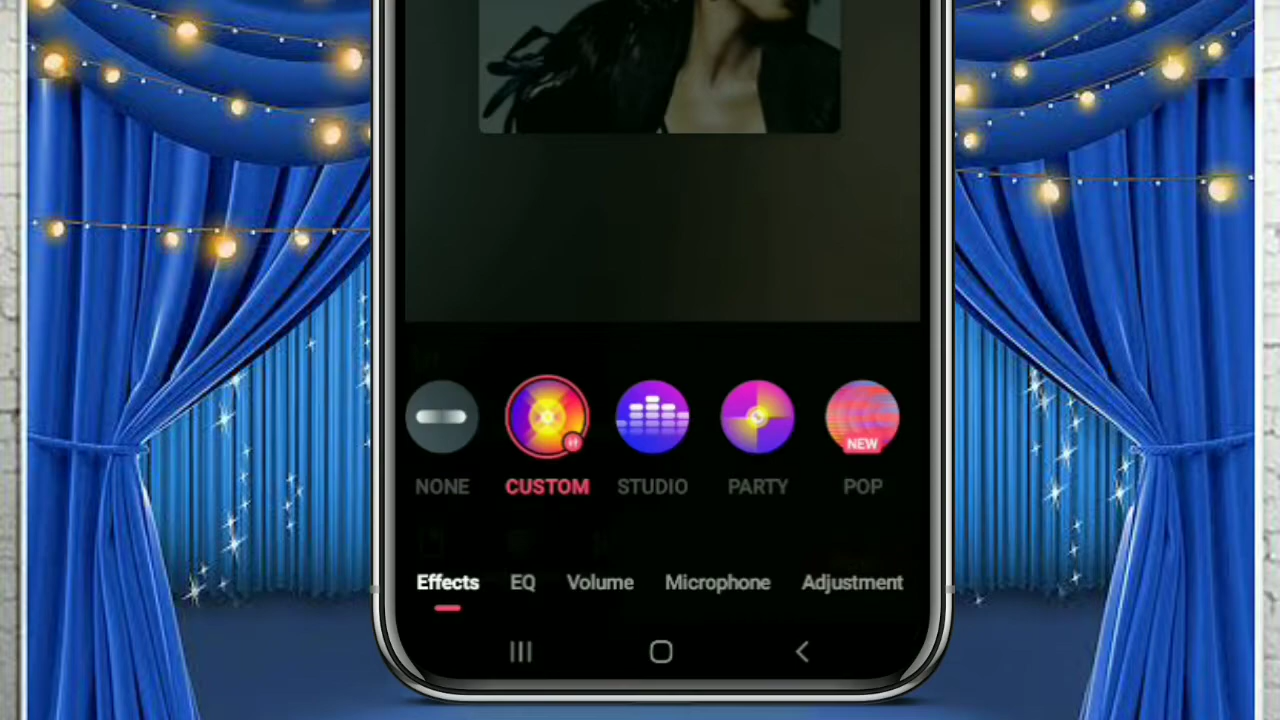 NEW
NONE CUSTOM STUDIO PARTY POP
Effects EQ Volume Microphone Adjustment